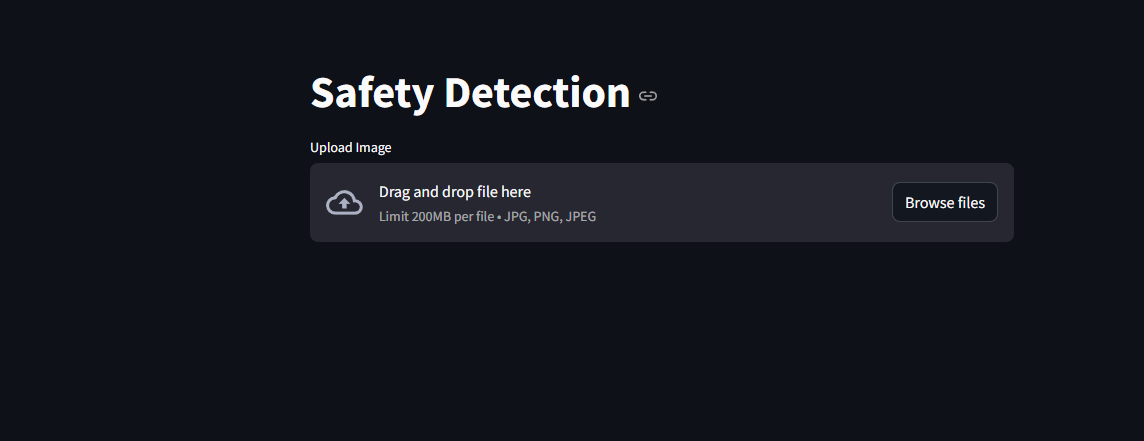 Safety Detection
Upload Image
Drag and drop file here
Limit 200MB per file • JPG, PNG, JPEG
Browse files